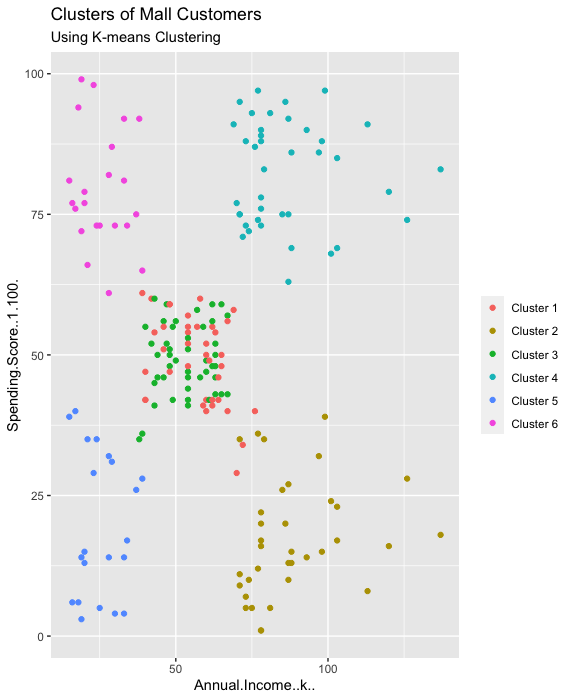 Clusters of Mall Customers
Using K-means Clustering
100
75
50
25
0
Spending.Score..1.100.
50
100
Annual.Income..k..
Cluster 1
Cluster 2
Cluster 3
Cluster 4
Cluster 5
Cluster 6